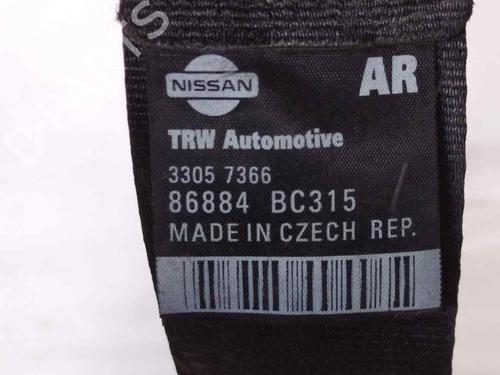 NISSAN
AR
TRW Automotive
3305 7366
86884 BC315
MADE IN CZECH REP.